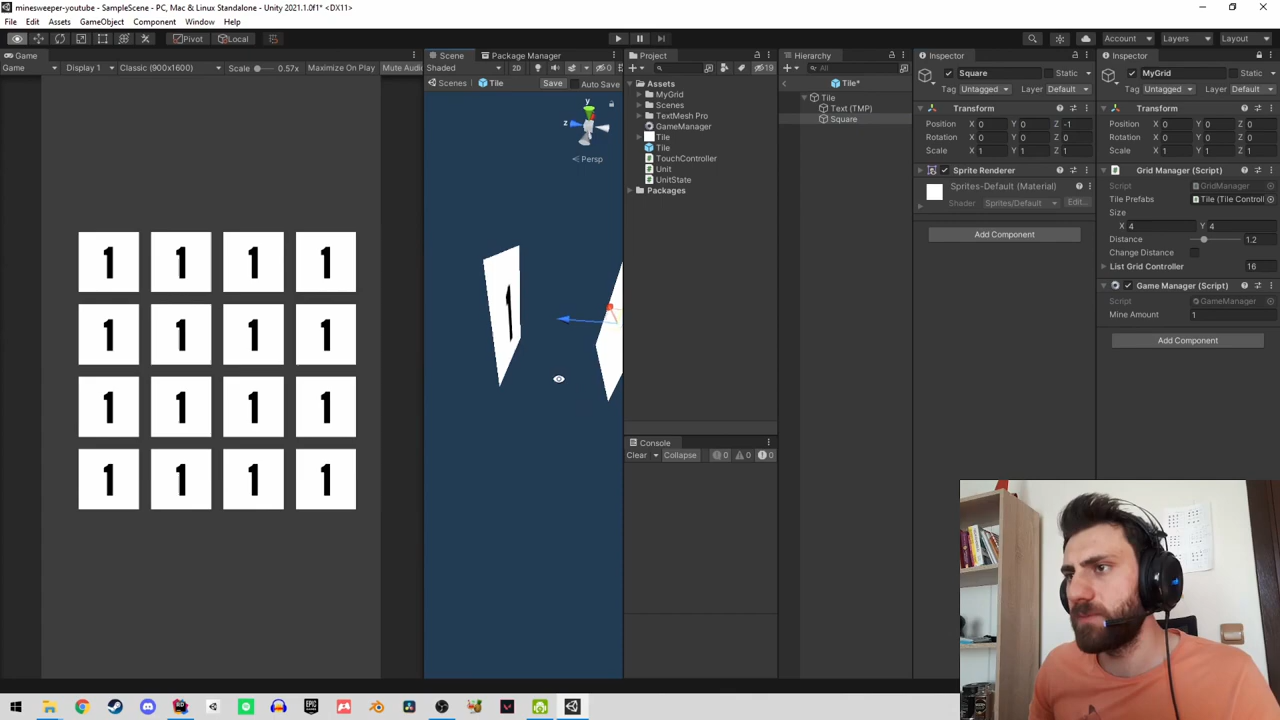 minesweeper-youtube - SampleScene - PC, Mac & Linux Standalone - Unity 2021.1.0f1* <DX11>
File Edit Assets GameObject Component Window Help
Pivot Local
Account Layers Layout
Game
Game Display 1 Classic (900x1600) Scale 0.57x Maximize On Play Mute Audi
1 1 1 1
1 1 1 1
1 1 1 1
1 1 1 1
Scene Package Manager
Shaded 2D 0
Scenes Tile Save Auto Save
y
z
Persp
1
Project
19
Assets
MyGrid
Scenes
TextMesh Pro
GameManager
Tile
Tile
TouchController
Unit
UnitState
Packages
Console
Clear Collapse 0 0 0
Hierarchy
All
Tile*
Tile
Text (TMP)
Square
Inspector
Square Static
Tag Untagged Layer Default
Transform
Position X 0 Y 0 Z -1
Rotation X 0 Y 0 Z 0
Scale X 1 Y 1 Z 1
Sprite Renderer
Sprites-Default (Material)
Shader Sprites/Default Edit...
Add Component
Inspector
MyGrid Static
Tag Untagged Layer Default
Transform
Position X 0 Y 0 Z 0
Rotation X 0 Y 0 Z 0
Scale X 1 Y 1 Z 1
Grid Manager (Script)
Script GridManager
Tile Prefabs Tile (Tile Controll
Size
X 4 Y 4
Distance 1.2
Change Distance
List Grid Controller 16
Game Manager (Script)
Script GameManager
Mine Amount 1
Add Component